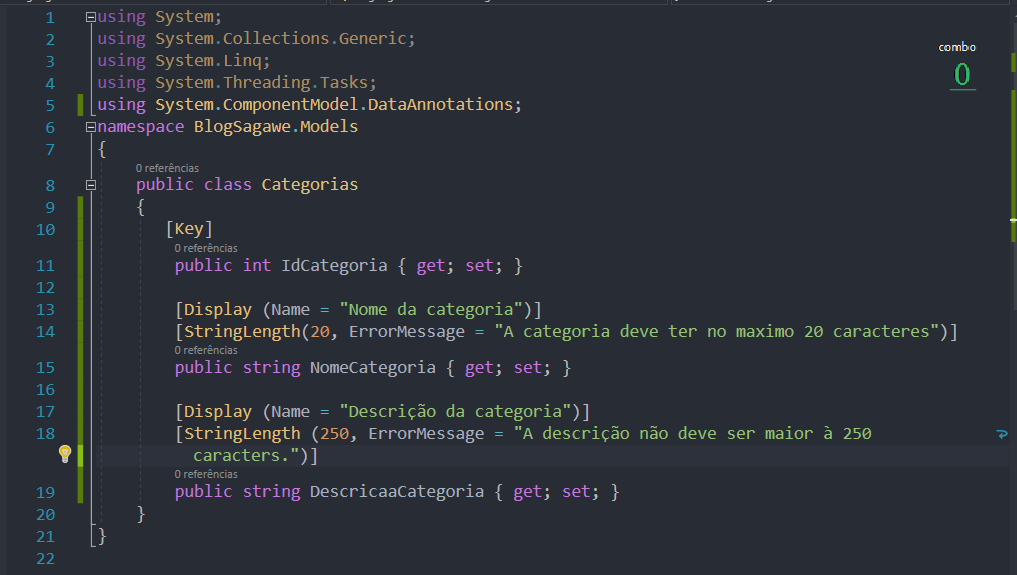 1 using System;
2 using System.Collections.Generic;
3 using System.Linq;
4 using System.Threading.Tasks;
5 using System.ComponentModel.DataAnnotations;
6 namespace BlogSagawe.Models
7 {
0 referências
8 public class Categorias
9 {
10 [Key]
0 referências
11 public int IdCategoria { get; set; }
12
13 [Display (Name = "Nome da categoria")]
14 [StringLength(20, ErrorMessage = "A categoria deve ter no maximo 20 caracteres")]
0 referências
15 public string NomeCategoria { get; set; }
16
17 [Display (Name = "Descrição da categoria")]
18 [StringLength (250, ErrorMessage = "A descrição não deve ser maior à 250
caracters.")]
0 referências
19 public string DescricaaCategoria { get; set; }
20 }
21 }
22
combo
0